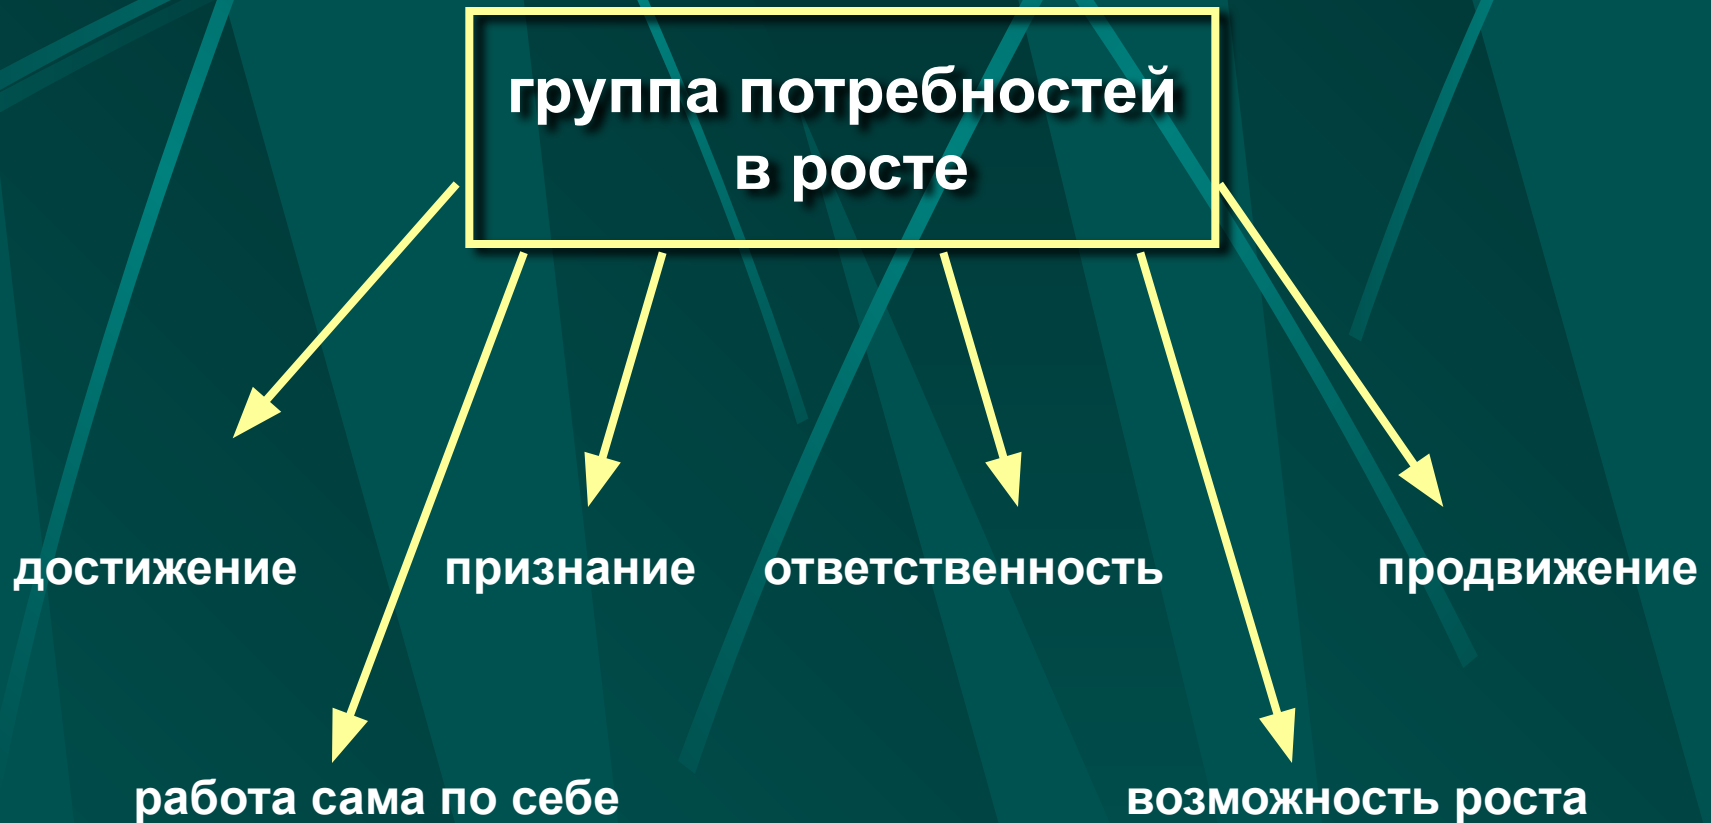 группа потребностей
в росте
достижение
признание
ответственность
продвижение
работа сама по себе
возможность роста